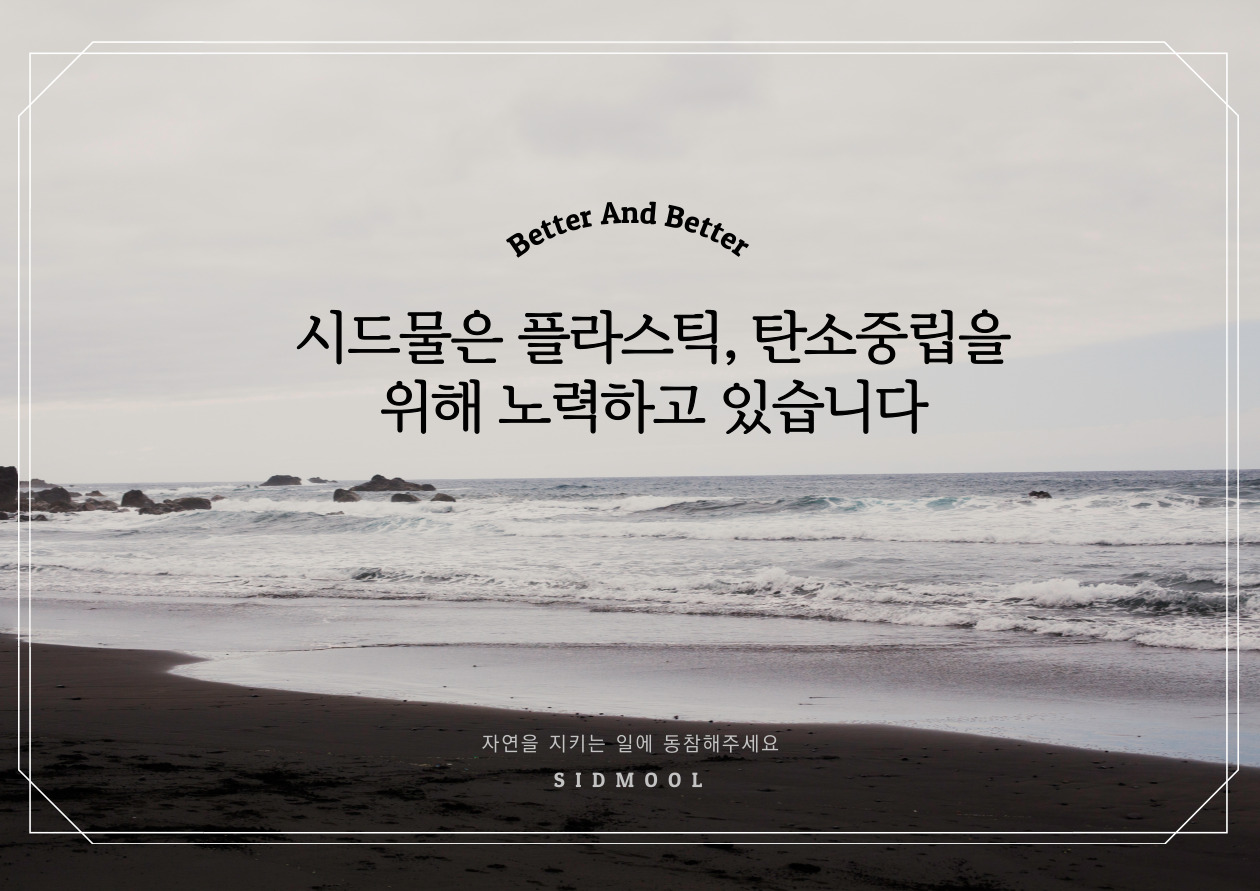 Better And Better
시드물은 플라스틱, 탄소중립을
위해 노력하고 있습니다
자연을 지키는 일에 동참해주세요
SIDMOOL